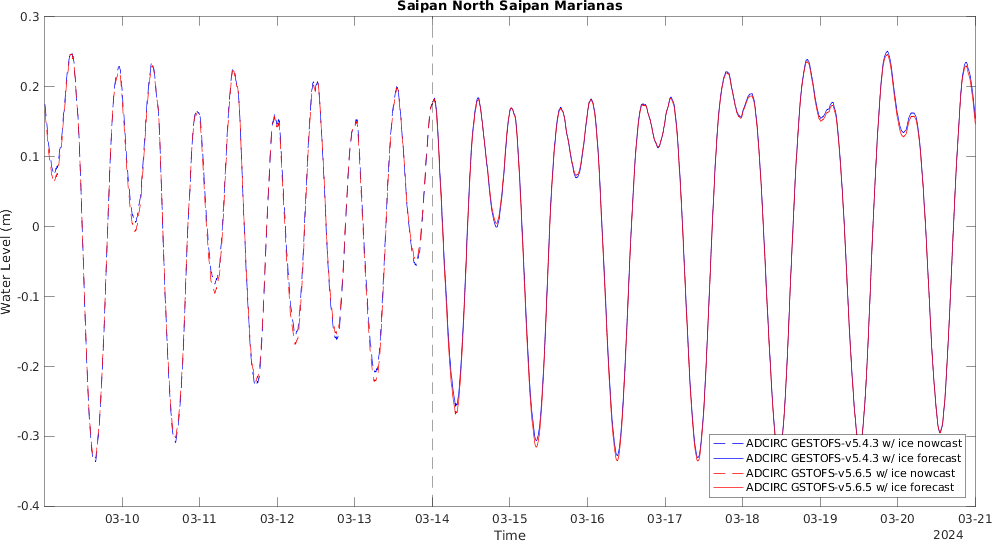 Saipan North Saipan Marianas
0.3
0.2
0.1
0
-0.1
-0.2
-0.3
-0.4
Water Level (m)
ADCIRC GESTOFS-v5.4.3 w/ ice nowcast
ADCIRC GESTOFS-v5.4.3 w/ ice forecast
ADCIRC GSTOFS-v5.6.5 w/ ice nowcast
ADCIRC GSTOFS-v5.6.5 w/ ice forecast
03-10 03-11 03-12 03-13 03-14 03-15 03-16 03-17 03-18 03-19 03-20 03-21
Time
2024